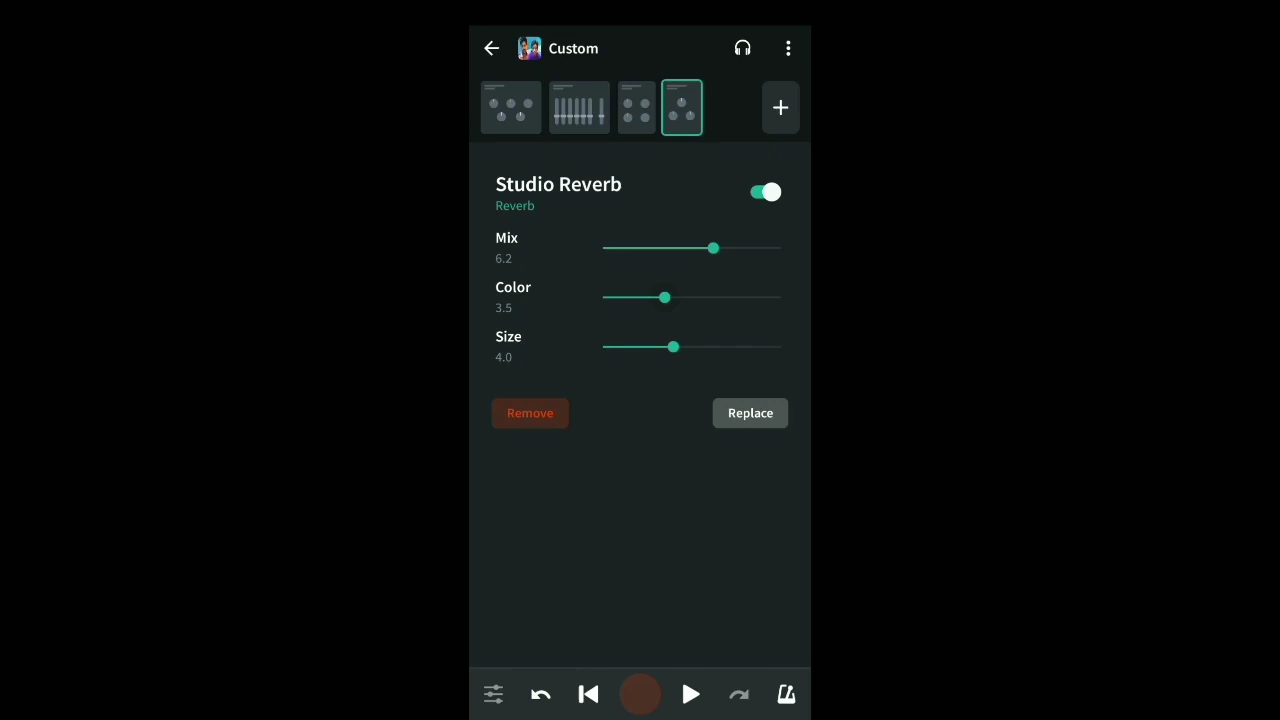 Custom
Studio Reverb
Reverb
Mix
6.2
Color
3.5
Size
4.0
Remove
Replace